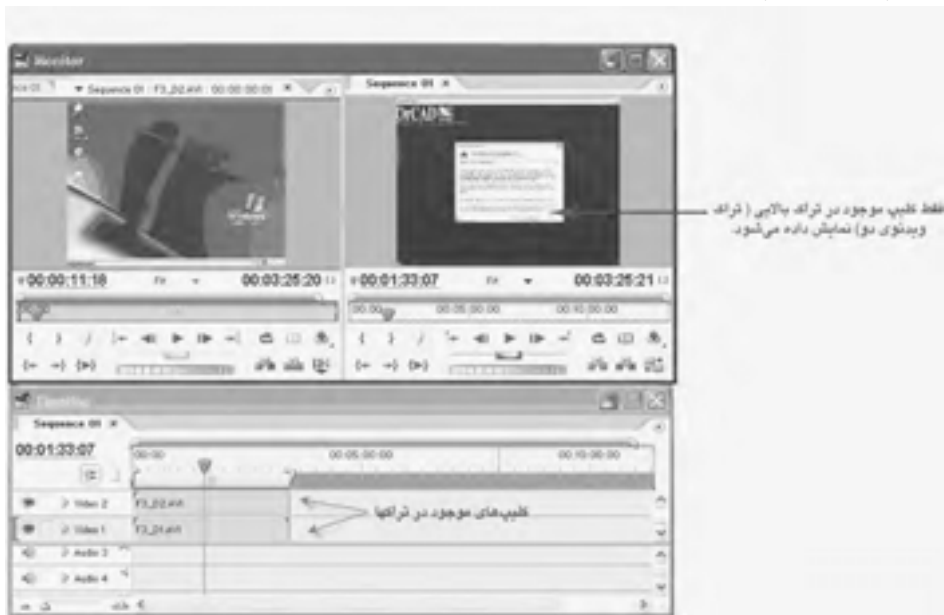 Monitor
Sequence 01 : F3_D2.AVI : 00:00:00:01
Sequence 01
OrCAD
فقط کلیپ موجود در تراک بالایی ( تراک
ویدئوی دو) نمایش داده می‌شود.
00:00:11:18 Fit 00:03:25:20
00:01:33:07 Fit 00:03:25:21
00:00
00:00 00:05:00:00 00:10:00:00
Timeline
Sequence 01
00:01:33:07
00:00 00:05:00:00 00:10:00:00
Video 2 F3_D2.AVI
کلیپ‌های موجود در تراکها
Video 1 F3_D1.AVI
Audio 3
Audio 4